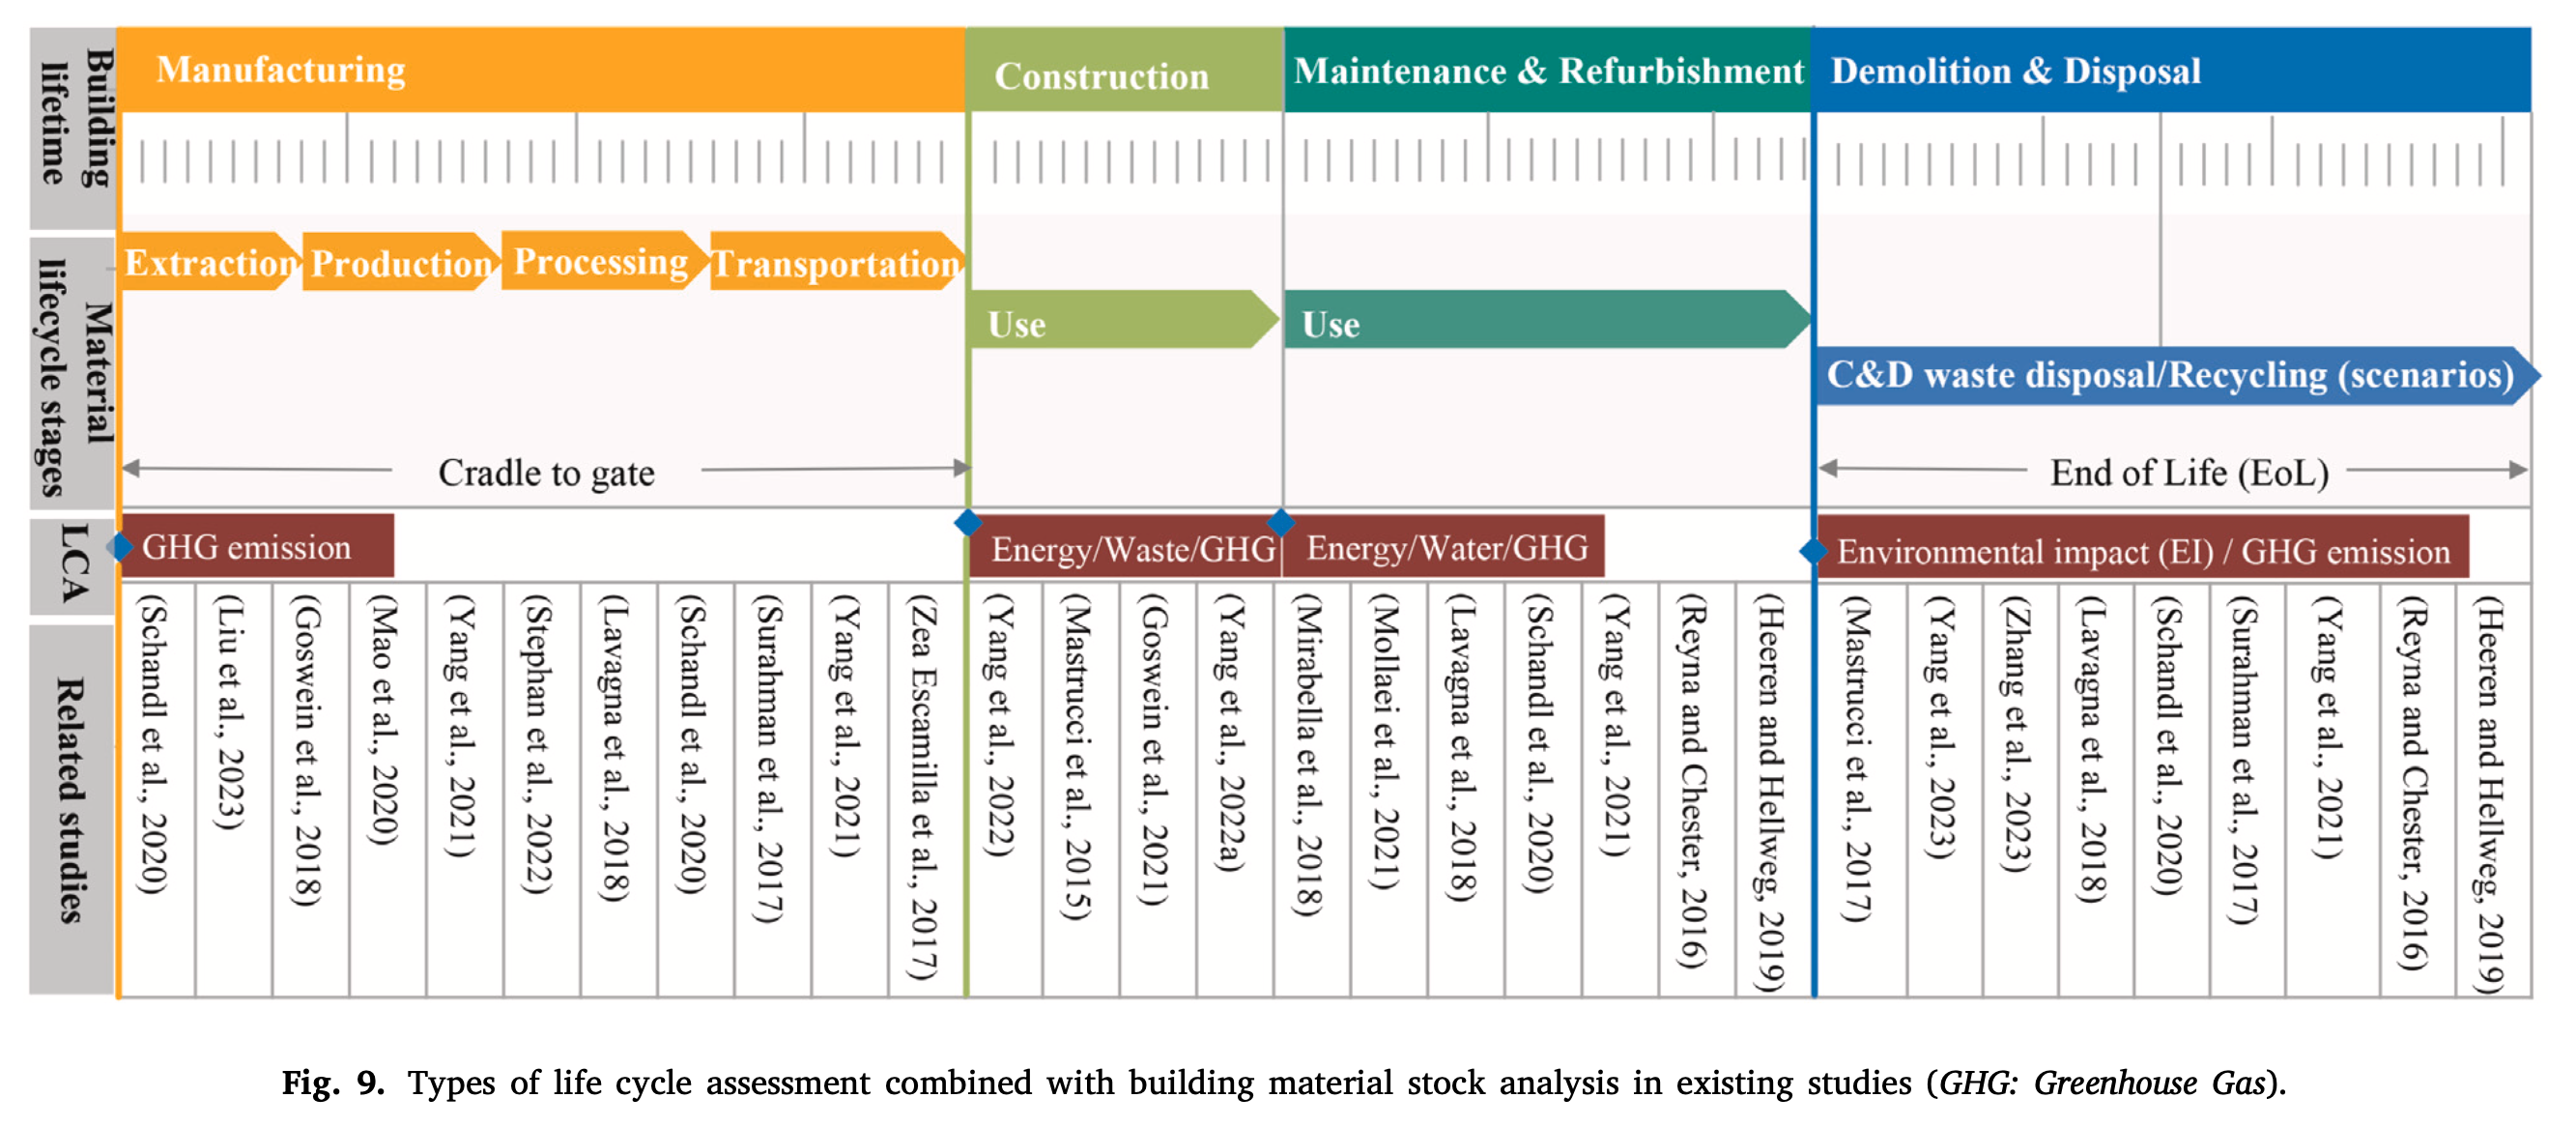 Building
lifetime
Manufacturing
Construction
Maintenance & Refurbishment
Demolition & Disposal
Material
lifecycle stages
Extraction
Production
Processing
Transportation
Use
Use
C&D waste disposal/Recycling (scenarios)
Cradle to gate
End of Life (EoL)
LCA
GHG emission
Energy/Waste/GHG
Energy/Water/GHG
Environmental impact (EI) / GHG emission
Related studies
(Schandl et al., 2020)
(Liu et al., 2023)
(Goswein et al., 2018)
(Mao et al., 2020)
(Yang et al., 2021)
(Stephan et al., 2022)
(Lavagna et al., 2018)
(Schandl et al., 2020)
(Surahman et al., 2017)
(Yang et al., 2021)
(Zea Escamilla et al., 2017)
(Yang et al., 2022)
(Mastrucci et al., 2015)
(Goswein et al., 2021)
(Yang et al., 2022a)
(Mirabella et al., 2018)
(Mollaei et al., 2021)
(Lavagna et al., 2018)
(Schandl et al., 2020)
(Yang et al., 2021)
(Reyna and Chester, 2016)
(Heeren and Hellweg, 2019)
(Mastrucci et al., 2017)
(Yang et al., 2023)
(Zhang et al., 2023)
(Lavagna et al., 2018)
(Schandl et al., 2020)
(Surahman et al., 2017)
(Yang et al., 2021)
(Reyna and Chester, 2016)
(Heeren and Hellweg, 2019)
Fig. 9. Types of life cycle assessment combined with building material stock analysis in existing studies (GHG: Greenhouse Gas).